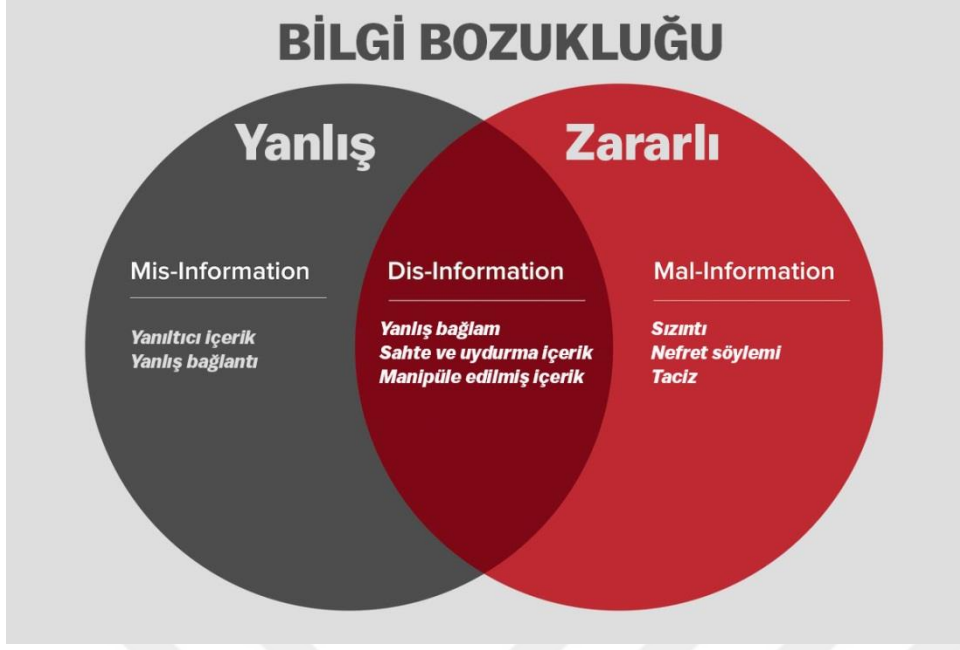 BİLGİ BOZUKLUĞU
Yanlış
Zararlı
Mis-Information
Yanıltıcı içerik
Yanlış bağlantı
Dis-Information
Yanlış bağlam
Sahte ve uydurma içerik
Manipüle edilmiş içerik
Mal-Information
Sızıntı
Nefret söylemi
Taciz